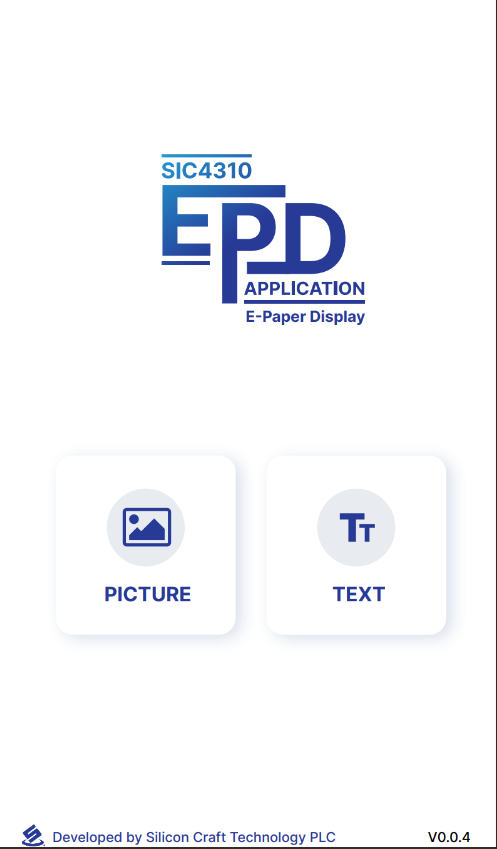 SIC4310
EPD
APPLICATION
E-Paper Display
PICTURE
TT
TEXT
Developed by Silicon Craft Technology PLC
V0.0.4